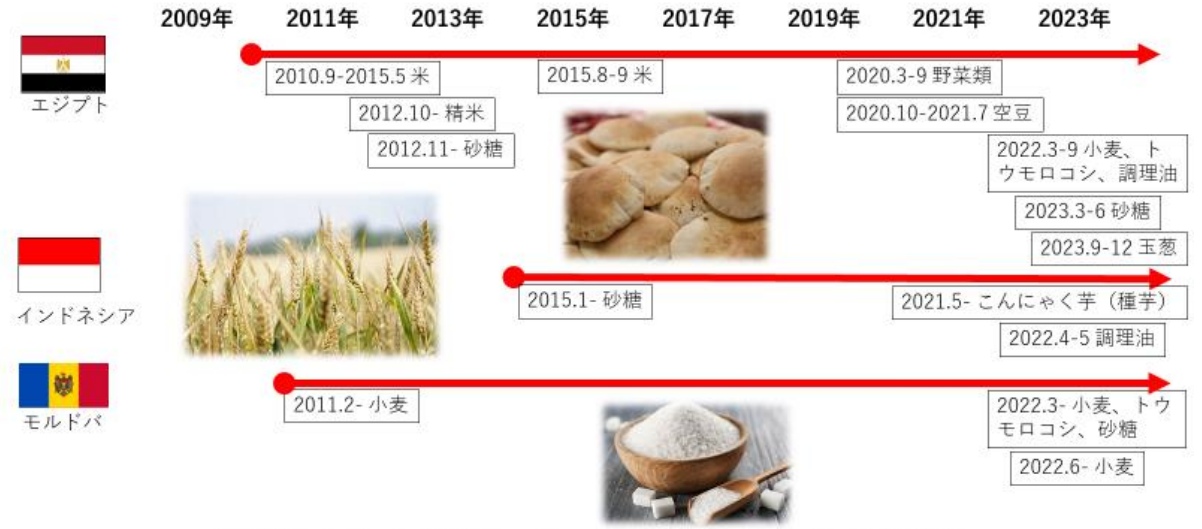 2009年 2011年 2013年 2015年 2017年 2019年 2021年 2023年
エジプト
2010.9-2015.5 米
2015.8-9 米
2020.3-9 野菜類
2012.10- 精米
2020.10-2021.7 空豆
2012.11- 砂糖
2022.3-9 小麦、ト
ウモロコシ、調理油
2023.3-6 砂糖
2023.9-12 玉葱
インドネシア
2015.1- 砂糖
2021.5- こんにゃく芋（種芋）
2022.4-5 調理油
モルドバ
2011.2- 小麦
2022.3- 小麦、トウ
モロコシ、砂糖
2022.6- 小麦